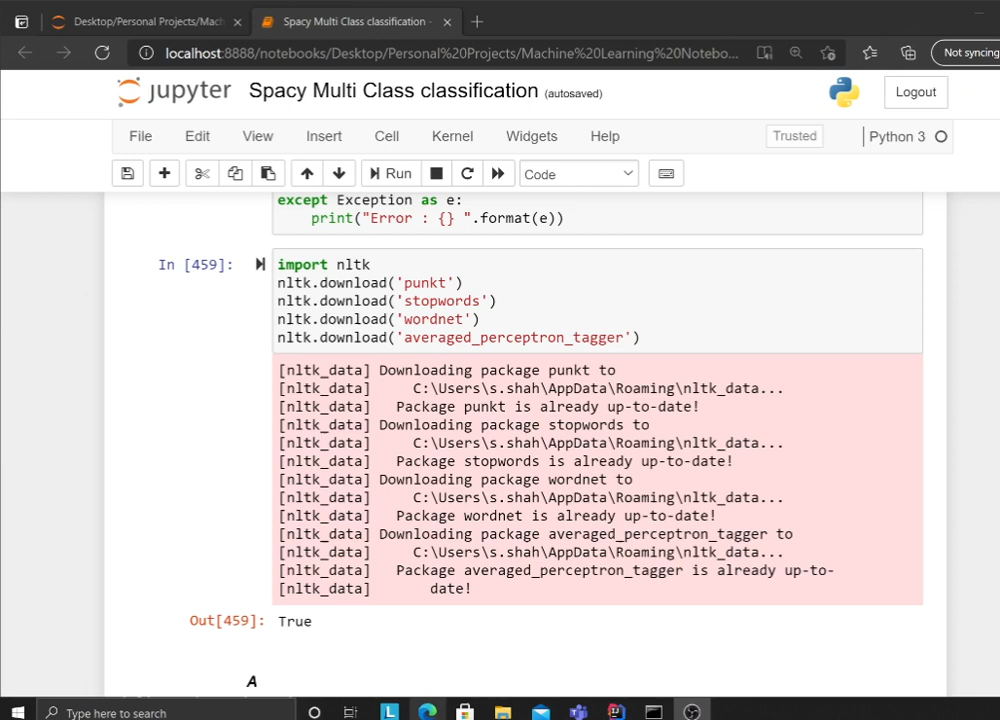 Desktop/Personal Projects/Mach
Spacy Multi Class classification -
localhost:8888/notebooks/Desktop/Personal%20Projects/Machine%20Learning%20Notebo...
Not syncing
jupyter Spacy Multi Class classification (autosaved)
Logout
File Edit View Insert Cell Kernel Widgets Help
Trusted
Python 3
Run
Code
except Exception as e:
print("Error : {} ".format(e))
In [459]:
import nltk
nltk.download('punkt')
nltk.download('stopwords')
nltk.download('wordnet')
nltk.download('averaged_perceptron_tagger')
[nltk_data] Downloading package punkt to
[nltk_data] C:\Users\s.shah\AppData\Roaming\nltk_data...
[nltk_data] Package punkt is already up-to-date!
[nltk_data] Downloading package stopwords to
[nltk_data] C:\Users\s.shah\AppData\Roaming\nltk_data...
[nltk_data] Package stopwords is already up-to-date!
[nltk_data] Downloading package wordnet to
[nltk_data] C:\Users\s.shah\AppData\Roaming\nltk_data...
[nltk_data] Package wordnet is already up-to-date!
[nltk_data] Downloading package averaged_perceptron_tagger to
[nltk_data] C:\Users\s.shah\AppData\Roaming\nltk_data...
[nltk_data] Package averaged_perceptron_tagger is already up-to-
[nltk_data] date!
Out[459]: True
A
Type here to search
L